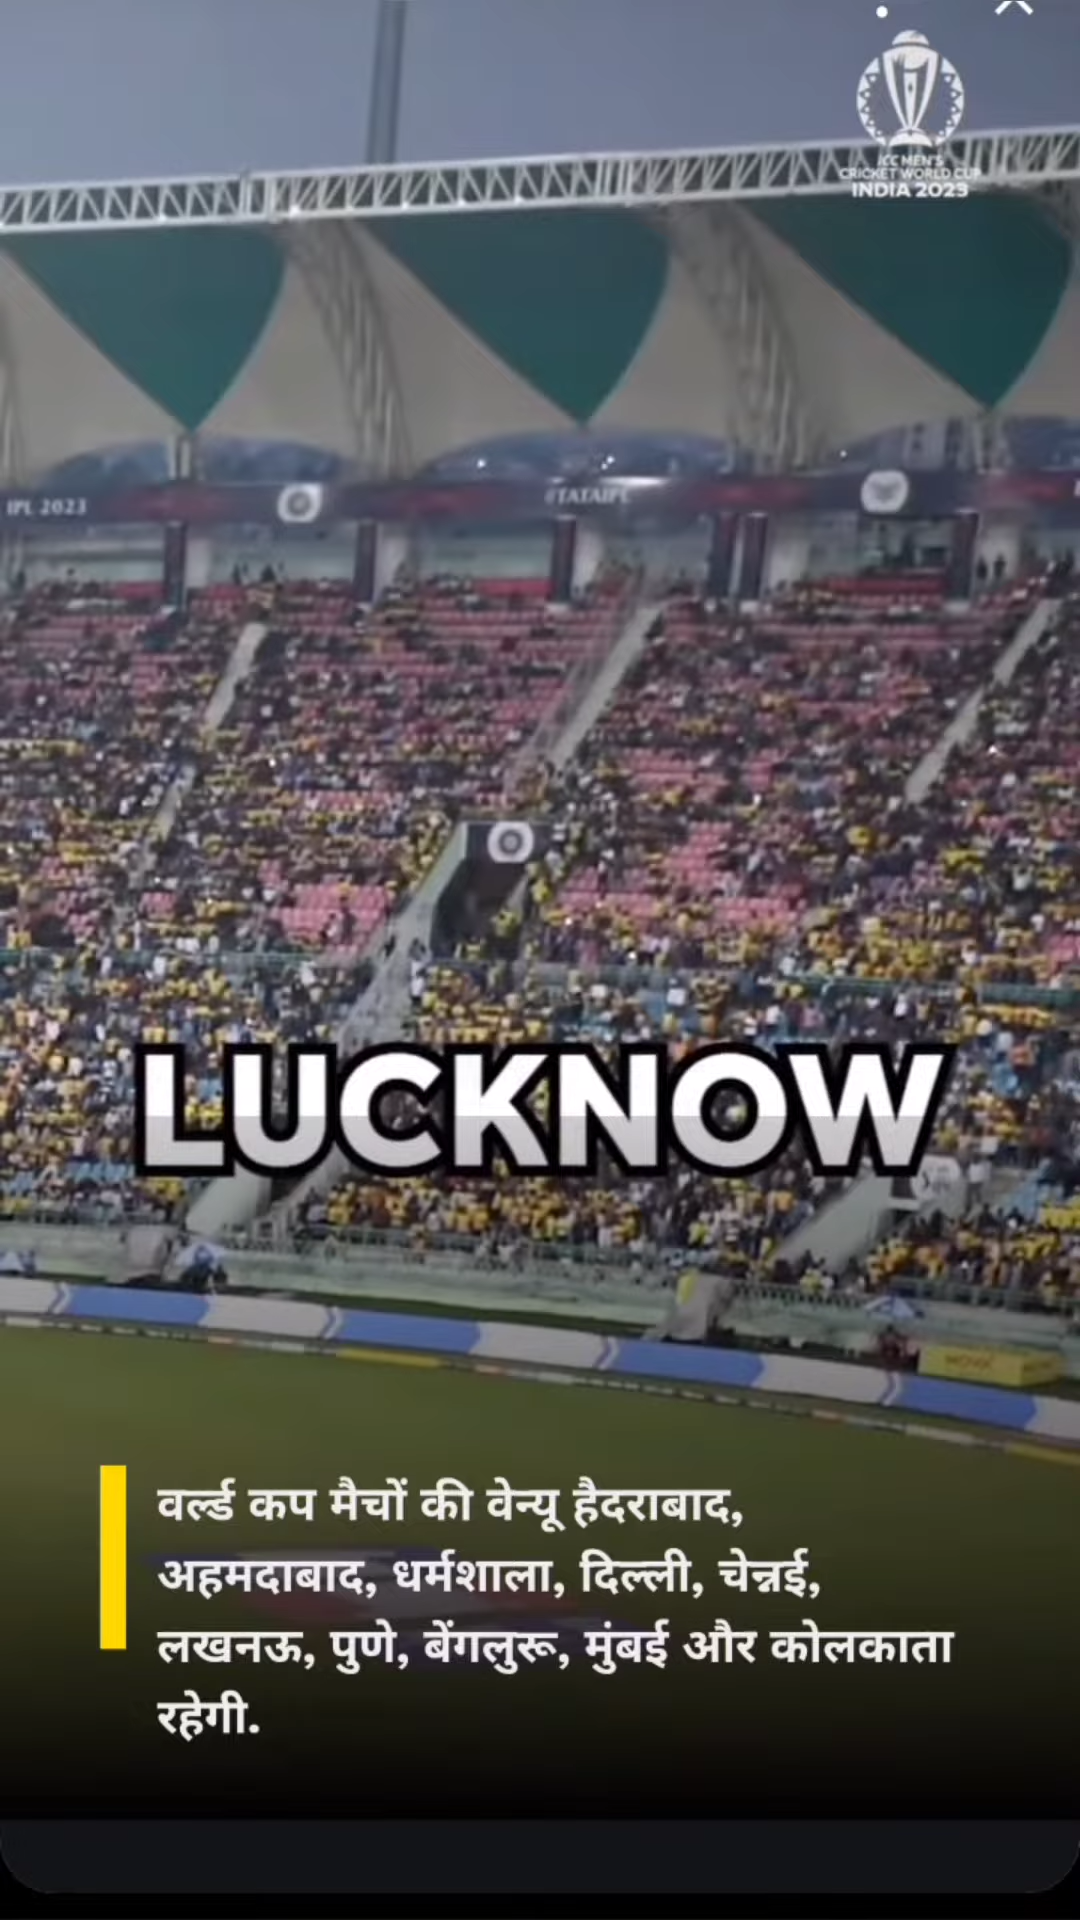 ICC MEN'S
CRICKET WORLD CUP
INDIA 2023
IPL 2023
#TATAIPL
LUCKNOW
वर्ल्ड कप मैचों की वेन्यू हैदराबाद,
अहमदाबाद, धर्मशाला, दिल्ली, चेन्नई,
लखनऊ, पुणे, बेंगलुरू, मुंबई और कोलकाता
रहेगी.